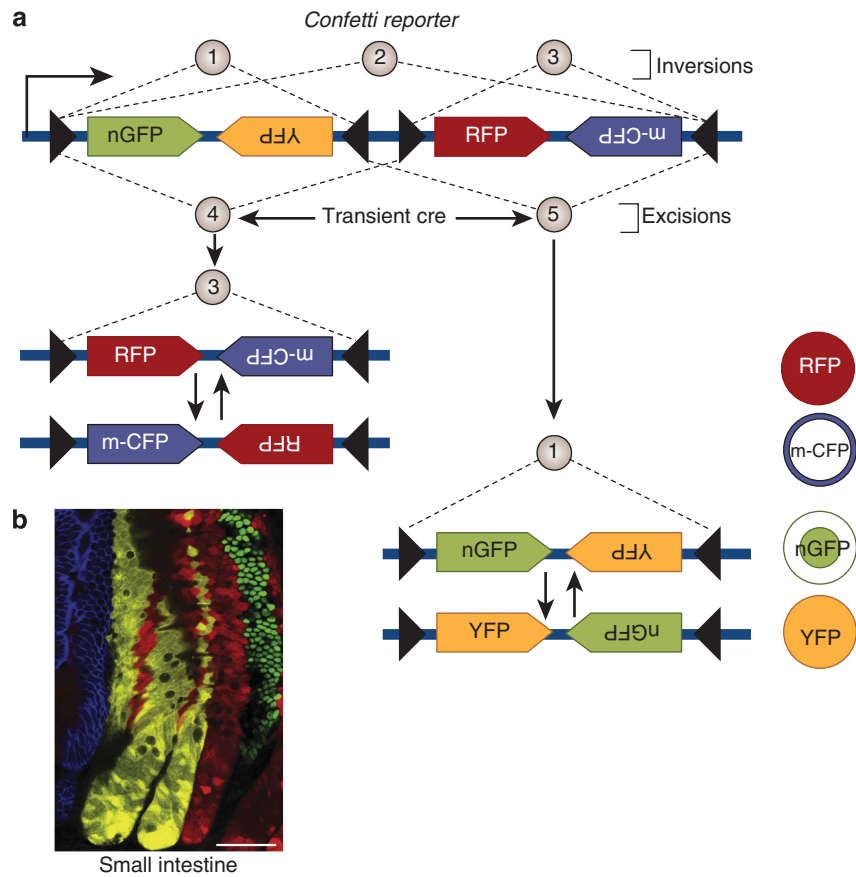 a
Confetti reporter
1 2 3 Inversions
nGFP YFP RFP m-CFP
4 Transient cre 5 Excisions
3
RFP m-CFP
RFP
m-CFP RFP
m-CFP
1
b
nGFP
nGFP YFP
YFP nGFP
YFP
Small intestine